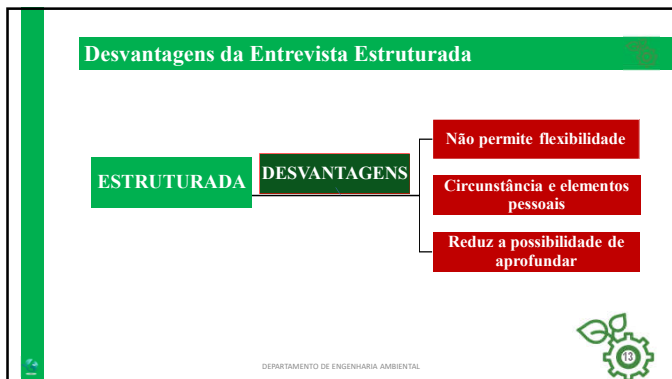 Desvantagens da Entrevista Estruturada
ESTRUTURADA
DESVANTAGENS
Não permite flexibilidade
Circunstância e elementos
pessoais
Reduz a possibilidade de
aprofundar
DEPARTAMENTO DE ENGENHARIA AMBIENTAL
13